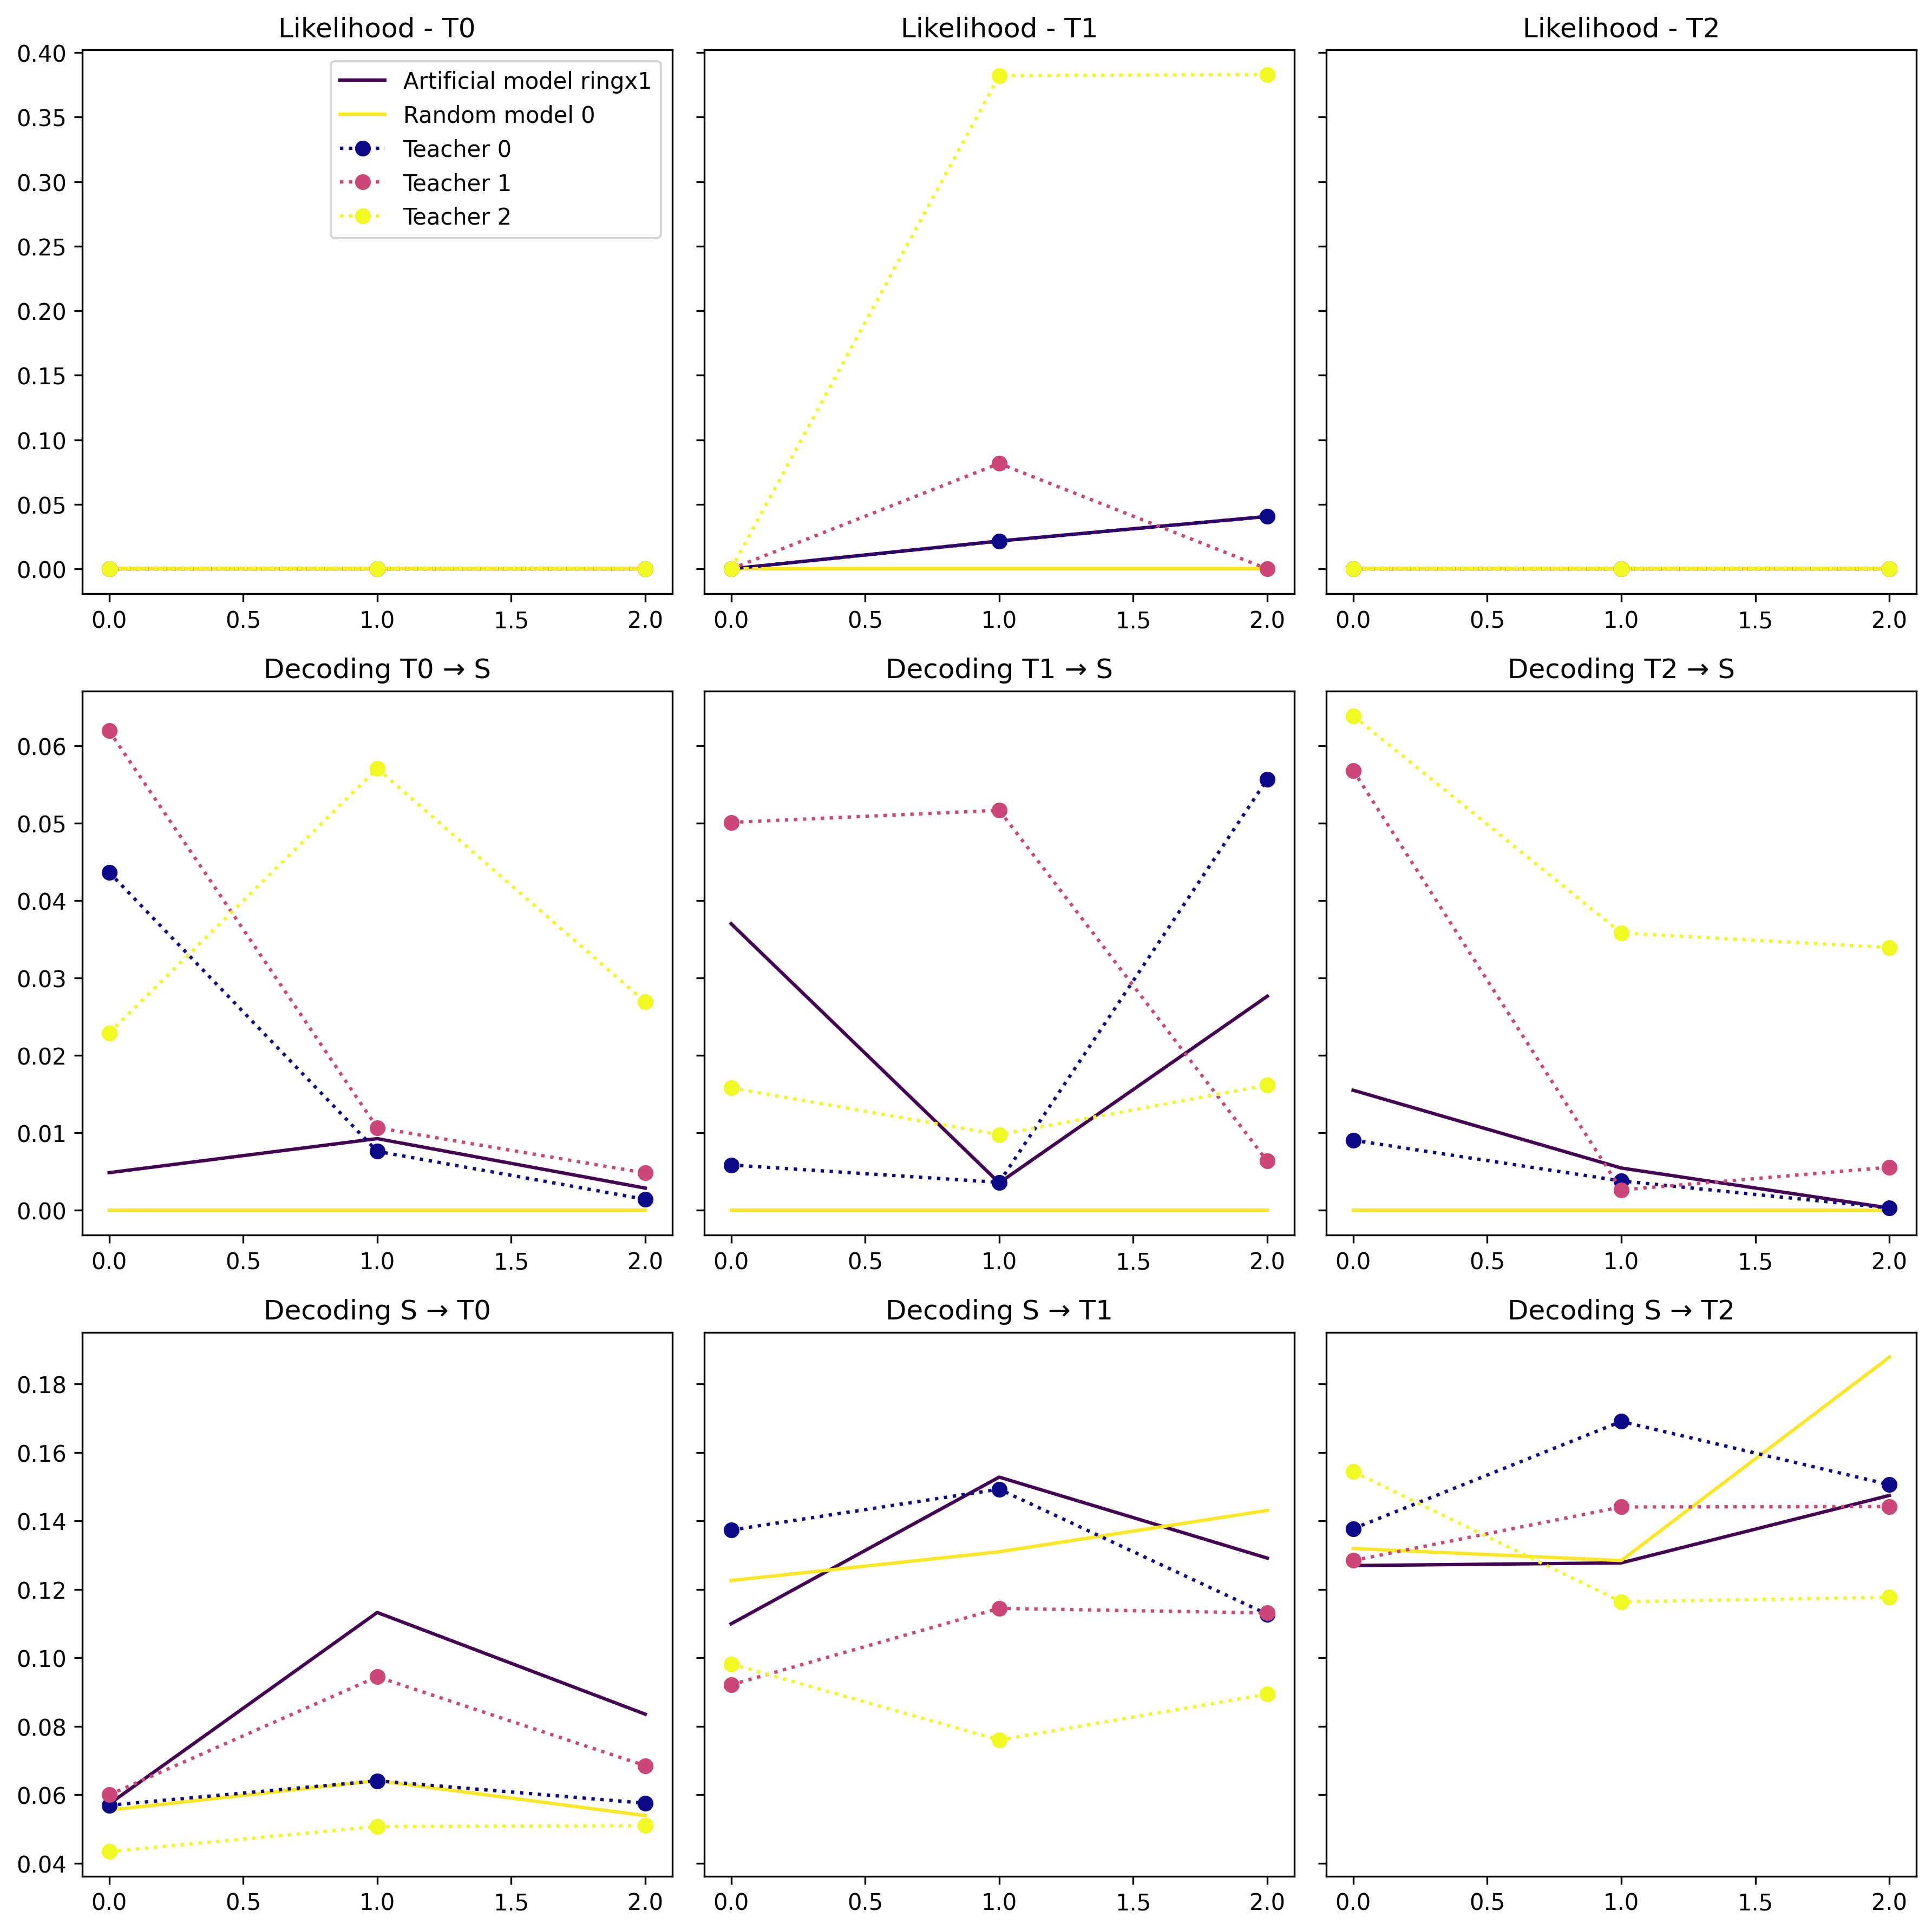 Likelihood - T0
Likelihood - T1
Likelihood - T2
0.40
0.35
0.30
0.25
0.20
0.15
0.10
0.05
0.00
Artificial model ringx1
Random model 0
Teacher 0
Teacher 1
Teacher 2
0.0 0.5 1.0 1.5 2.0
0.0 0.5 1.0 1.5 2.0
0.0 0.5 1.0 1.5 2.0
Decoding T0 → S
Decoding T1 → S
Decoding T2 → S
0.06
0.05
0.04
0.03
0.02
0.01
0.00
0.0 0.5 1.0 1.5 2.0
0.0 0.5 1.0 1.5 2.0
0.0 0.5 1.0 1.5 2.0
Decoding S → T0
Decoding S → T1
Decoding S → T2
0.18
0.16
0.14
0.12
0.10
0.08
0.06
0.04
0.0 0.5 1.0 1.5 2.0
0.0 0.5 1.0 1.5 2.0
0.0 0.5 1.0 1.5 2.0